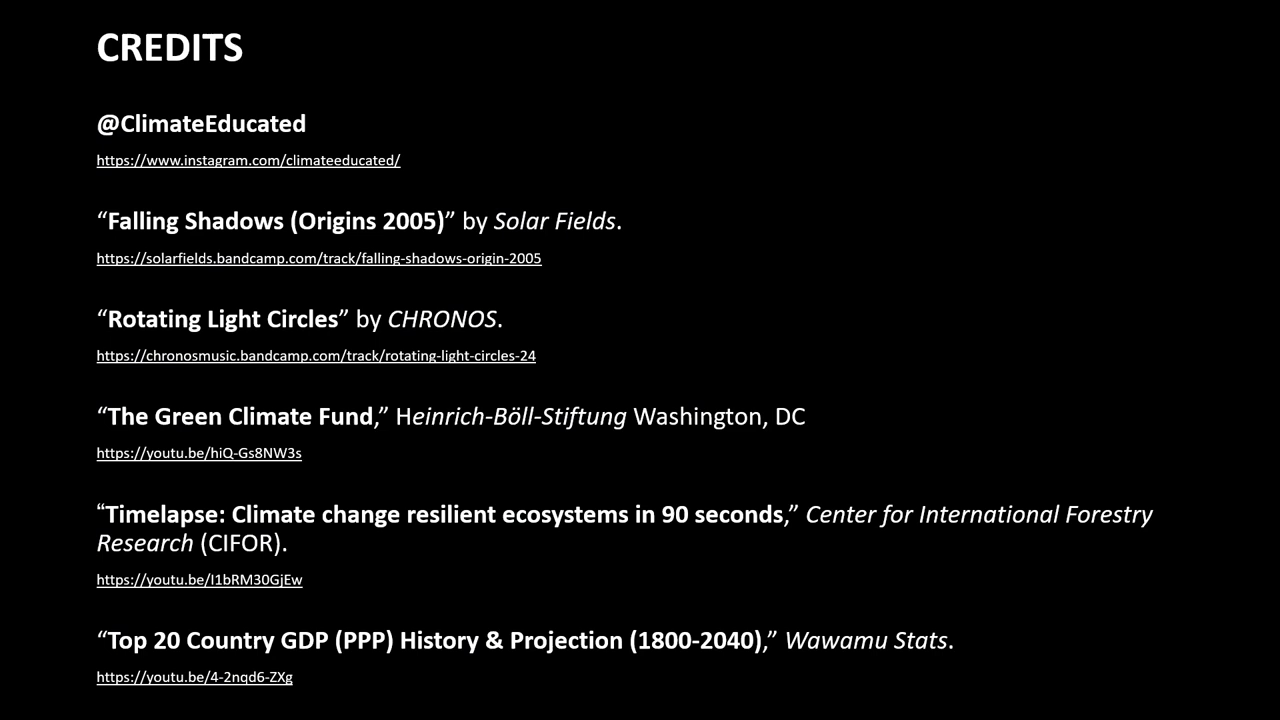 CREDITS
@ClimateEducated
https://www.instagram.com/climateeducated/
“Falling Shadows (Origins 2005)” by Solar Fields.
https://solarfields.bandcamp.com/track/falling-shadows-origin-2005
“Rotating Light Circles” by CHRONOS.
https://chronosmusic.bandcamp.com/track/rotating-light-circles-24
“The Green Climate Fund,” Heinrich-Böll-Stiftung Washington, DC
https://youtu.be/hiQ-Gs8NW3s
“Timelapse: Climate change resilient ecosystems in 90 seconds,” Center for International Forestry
Research (CIFOR).
https://youtu.be/I1bRM30GjEw
“Top 20 Country GDP (PPP) History & Projection (1800-2040),” Wawamu Stats.
https://youtu.be/4-2nqd6-ZXg